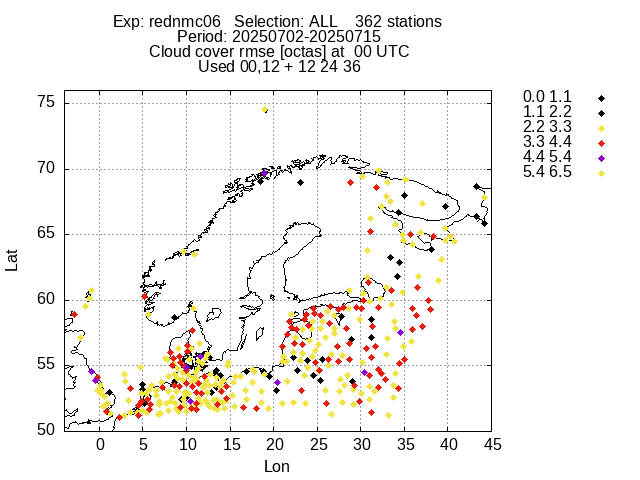 Exp: rednmc06   Selection: ALL    362 stations
Period: 20250702-20250715
Cloud cover rmse [octas] at  00 UTC
Used 00,12 + 12 24 36
0.0 1.1
1.1 2.2
2.2 3.3
3.3 4.4
4.4 5.4
5.4 6.5
75
70
65
60
55
50
Lat
0 5 10 15 20 25 30 35 40 45
Lon